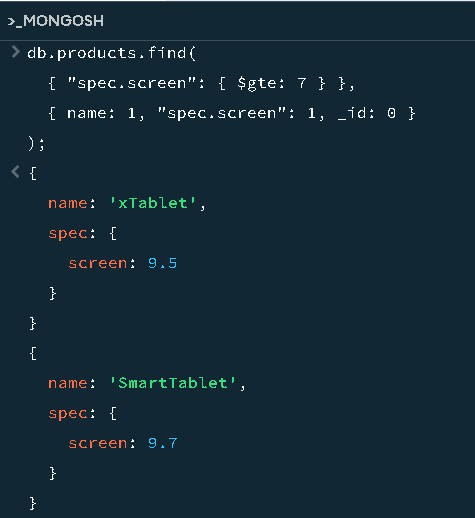 >_MONGOSH
> db.products.find(
{ "spec.screen": { $gte: 7 } },
{ name: 1, "spec.screen": 1, _id: 0 }
);
< {
name: 'xTablet',
spec: {
screen: 9.5
}
}
{
name: 'SmartTablet',
spec: {
screen: 9.7
}
}